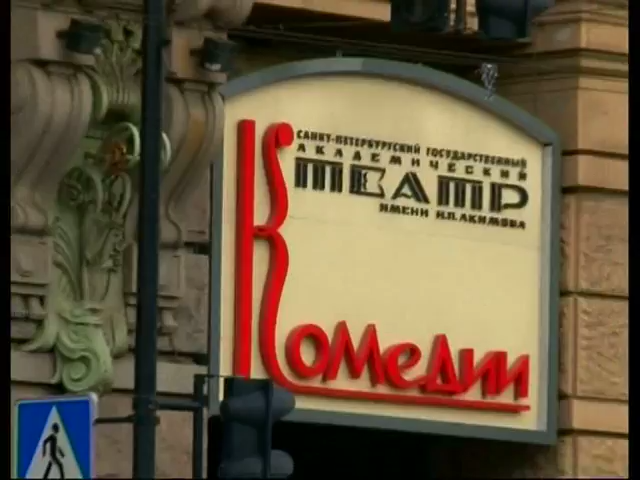 САНКТ-ПЕТЕРБУРГСКИЙ ГОСУДАРСТВЕННЫЙ
АКАДЕМИЧЕСКИЙ
ТЕАТР
ИМЕНИ Н.П.АКИМОВА
Комедии